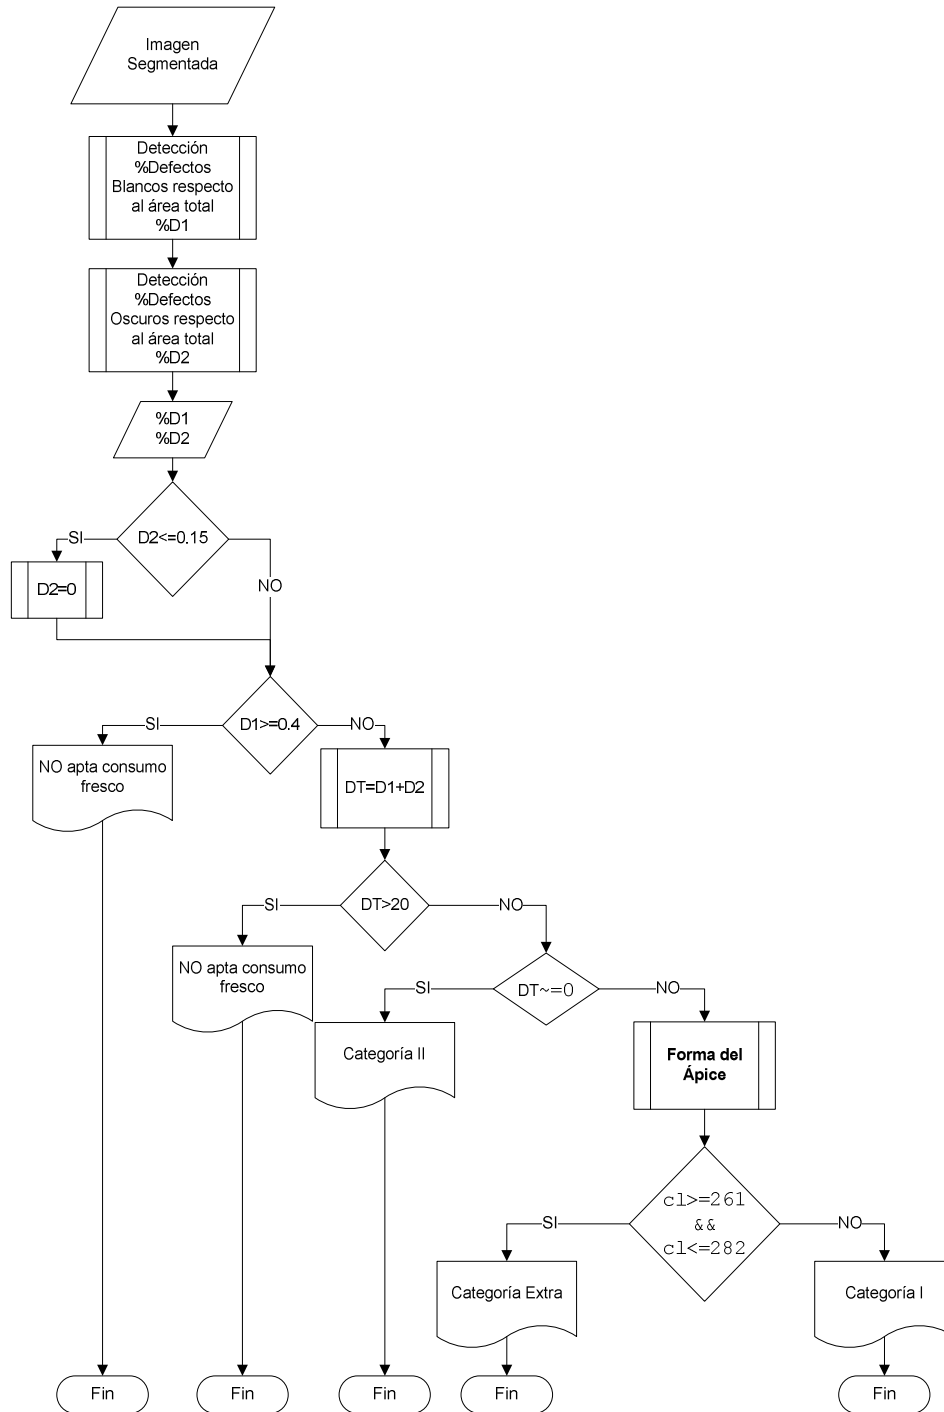 Imagen
Segmentada
Detección
%Defectos
Blancos respecto
al área total
%D1
Detección
%Defectos
Oscuros respecto
al área total
%D2
%D1
%D2
D2<=0.15
SI
NO
D2=0
D1>=0.4
SI
NO
NO apta consumo
fresco
DT=D1+D2
DT>20
SI
NO
NO apta consumo
fresco
DT~=0
SI
NO
Categoría II
Forma del
Ápice
cl>=261
&&
cl<=282
SI
NO
Categoría Extra
Categoría I
Fin
Fin
Fin
Fin
Fin